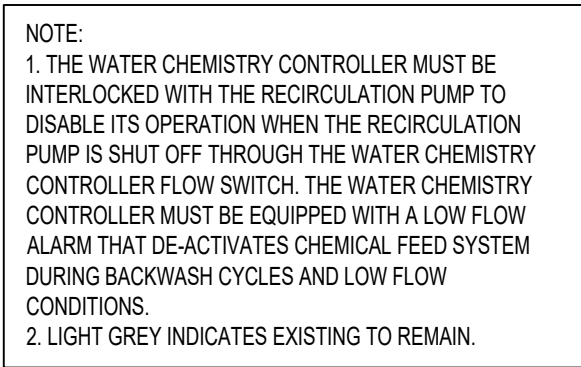 NOTE:
1. THE WATER CHEMISTRY CONTROLLER MUST BE
INTERLOCKED WITH THE RECIRCULATION PUMP TO
DISABLE ITS OPERATION WHEN THE RECIRCULATION
PUMP IS SHUT OFF THROUGH THE WATER CHEMISTRY
CONTROLLER FLOW SWITCH. THE WATER CHEMISTRY
CONTROLLER MUST BE EQUIPPED WITH A LOW FLOW
ALARM THAT DE-ACTIVATES CHEMICAL FEED SYSTEM
DURING BACKWASH CYCLES AND LOW FLOW
CONDITIONS.
2. LIGHT GREY INDICATES EXISTING TO REMAIN.